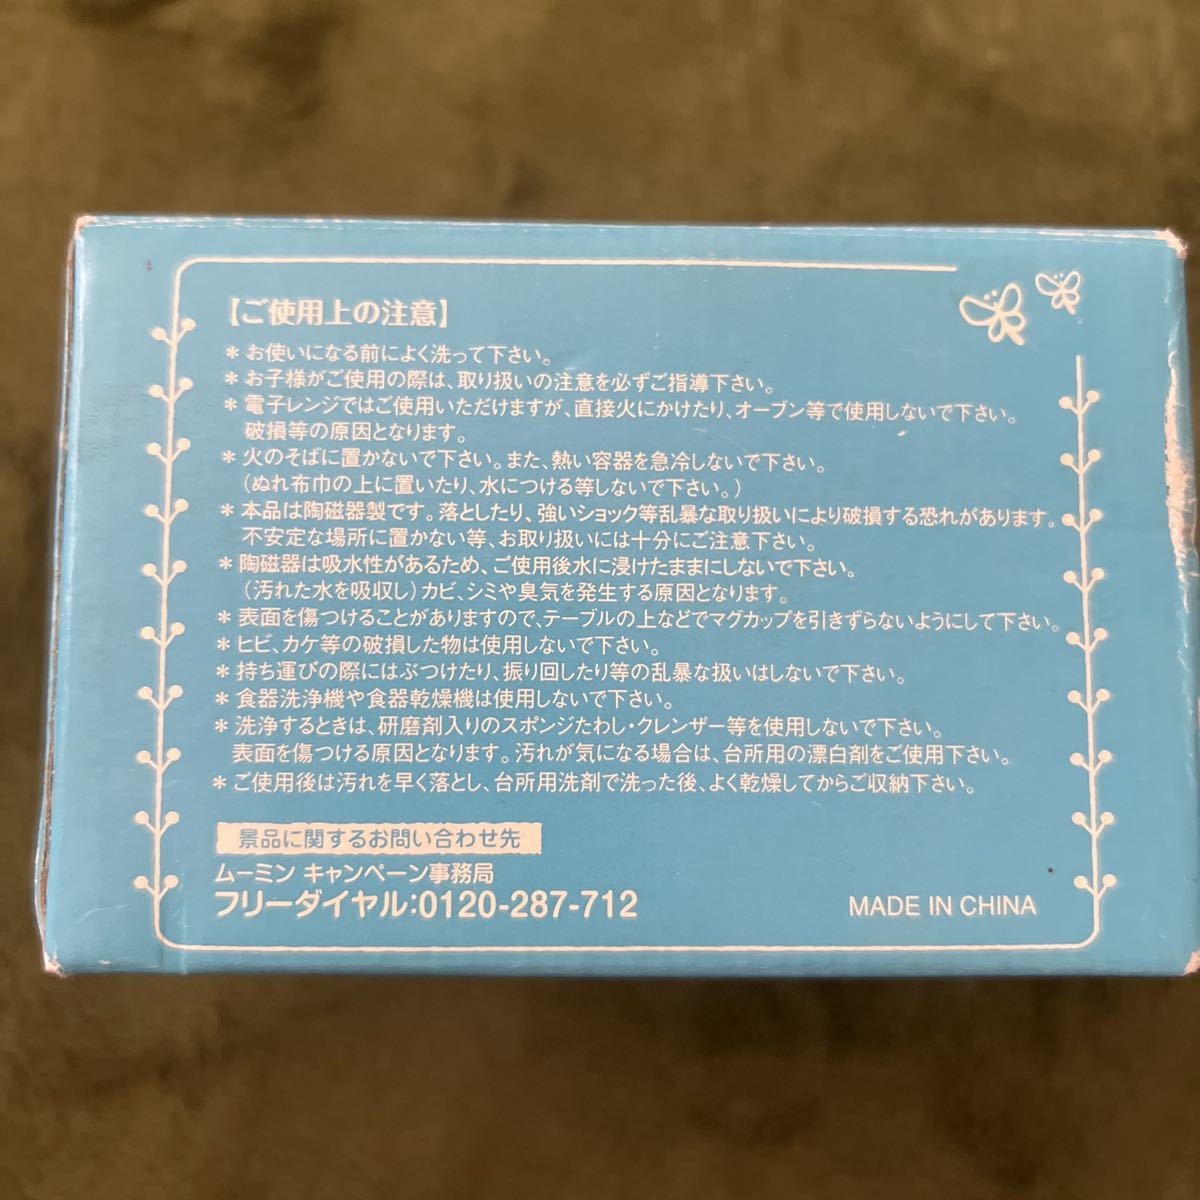 【ご使用上の注意】
＊お使いになる前によく洗って下さい。
＊お子様がご使用の際は、取り扱いの注意を必ずご指導下さい。
＊電子レンジではご使用いただけますが、直接火にかけたり、オーブン等で使用しないで下さい。
破損等の原因となります。
＊火のそばに置かないで下さい。また、熱い容器を急冷しないで下さい。
（ぬれ布巾の上に置いたり、水につける等しないで下さい。）
＊本品は陶磁器製です。落としたり、強いショック等乱暴な取り扱いにより破損する恐れがあります。
不安定な場所に置かない等、お取り扱いには十分にご注意下さい。
＊陶磁器は吸水性があるため、ご使用後水に浸けたままにしないで下さい。
（汚れた水を吸収し）カビ、シミや臭気を発生する原因となります。
＊表面を傷つけることがありますので、テーブルの上などでマグカップを引きずらないようにして下さい。
＊ヒビ、カケ等の破損した物は使用しないで下さい。
＊持ち運びの際にはぶつけたり、振り回したり等の乱暴な扱いはしないで下さい。
＊食器洗浄機や食器乾燥機は使用しないで下さい。
＊洗浄するときは、研磨剤入りのスポンジたわし・クレンザー等を使用しないで下さい。
表面を傷つける原因となります。汚れが気になる場合は、台所用の漂白剤をご使用下さい。
＊ご使用後は汚れを早く落とし、台所用洗剤で洗った後、よく乾燥してからご収納下さい。
景品に関するお問い合わせ先
ムーミン キャンペーン事務局
フリーダイヤル：0120-287-712
MADE IN CHINA